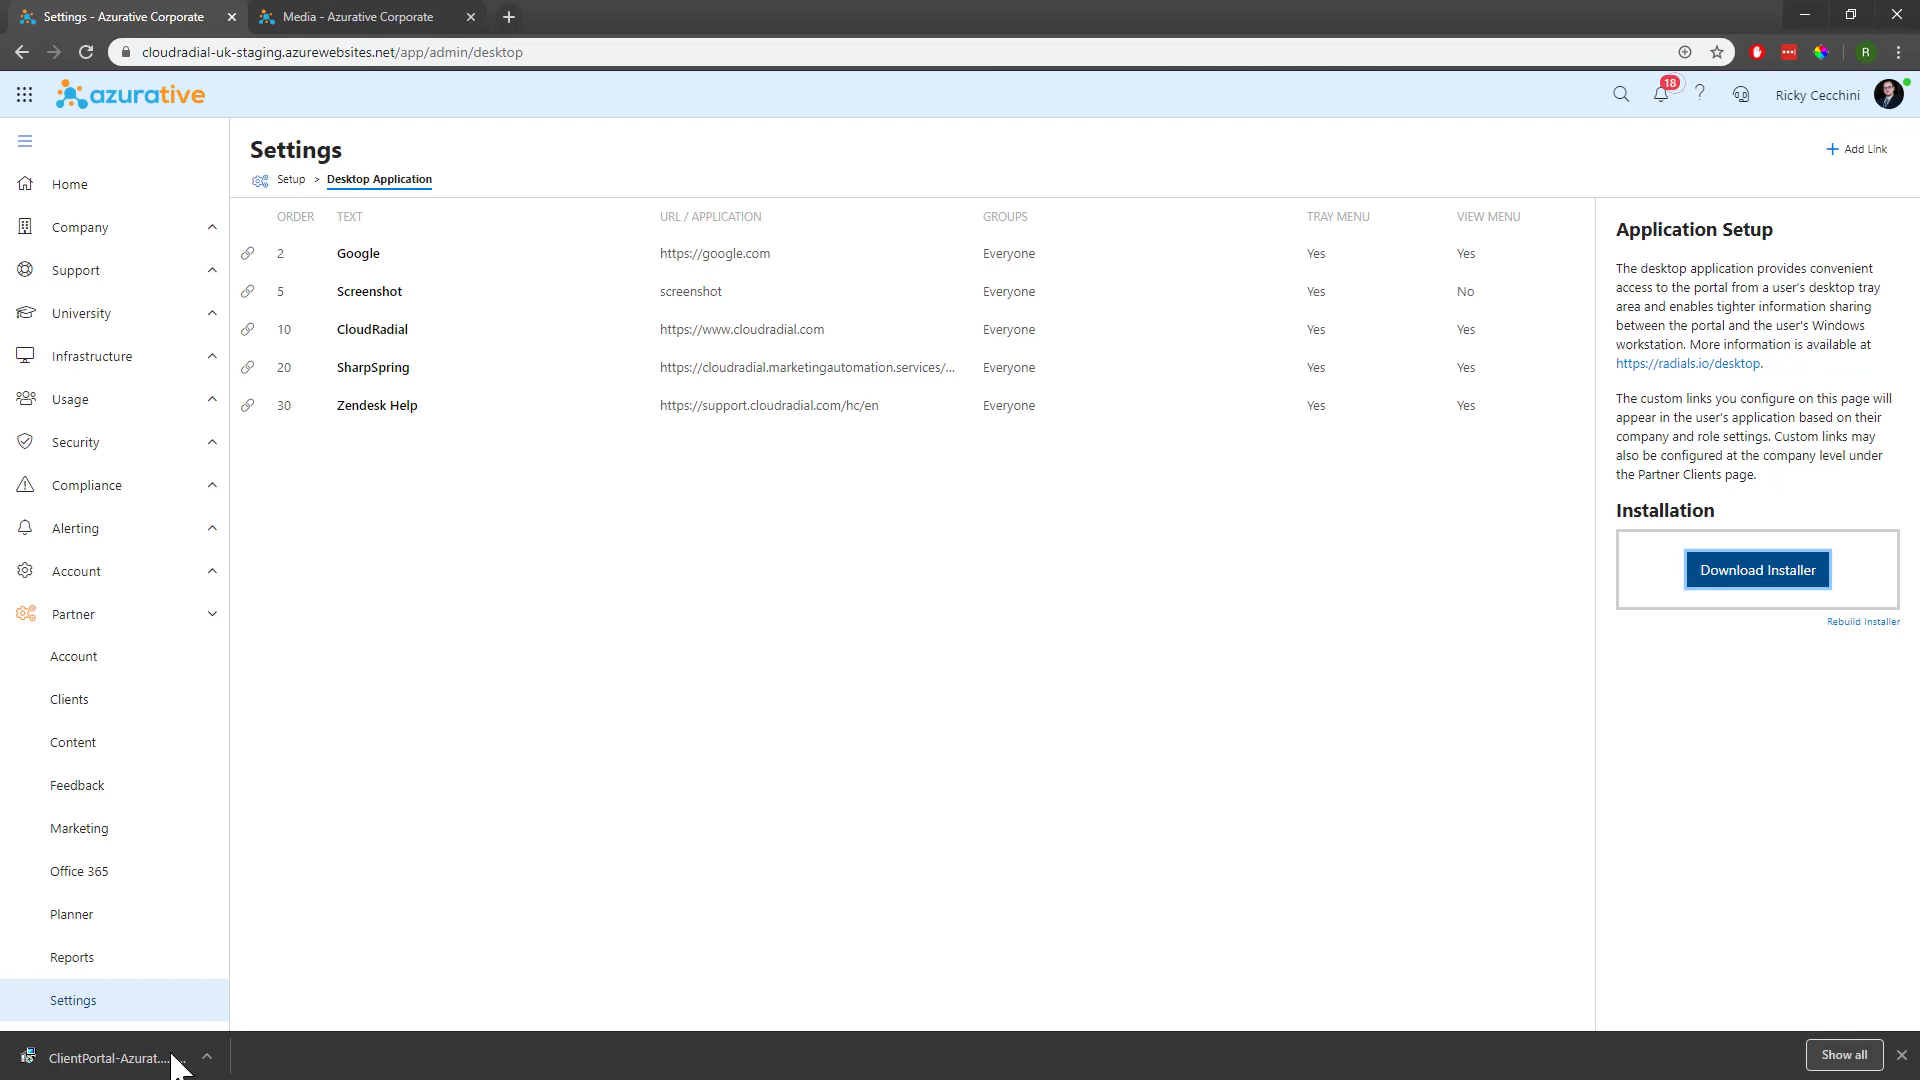 Settings - Azurative Corporate
Media - Azurative Corporate
cloudradial-uk-staging.azurewebsites.net/app/admin/desktop
R
azurative
18
?
Ricky Cecchini
Home
Company
Support
University
Infrastructure
Usage
Security
Compliance
Alerting
Account
Partner
Account
Clients
Content
Feedback
Marketing
Office 365
Planner
Reports
Settings
Settings
Add Link
Setup > Desktop Application
ORDER TEXT URL / APPLICATION GROUPS TRAY MENU VIEW MENU
2 Google https://google.com Everyone Yes Yes
5 Screenshot screenshot Everyone Yes No
10 CloudRadial https://www.cloudradial.com Everyone Yes Yes
20 SharpSpring https://cloudradial.marketingautomation.services/... Everyone Yes Yes
30 Zendesk Help https://support.cloudradial.com/hc/en Everyone Yes Yes
Application Setup
The desktop application provides convenient
access to the portal from a user's desktop tray
area and enables tighter information sharing
between the portal and the user's Windows
workstation. More information is available at
https://radials.io/desktop.
The custom links you configure on this page will
appear in the user's application based on their
company and role settings. Custom links may
also be configured at the company level under
the Partner Clients page.
Installation
Download Installer
Rebuild Installer
ClientPortal-Azurat....
Show all